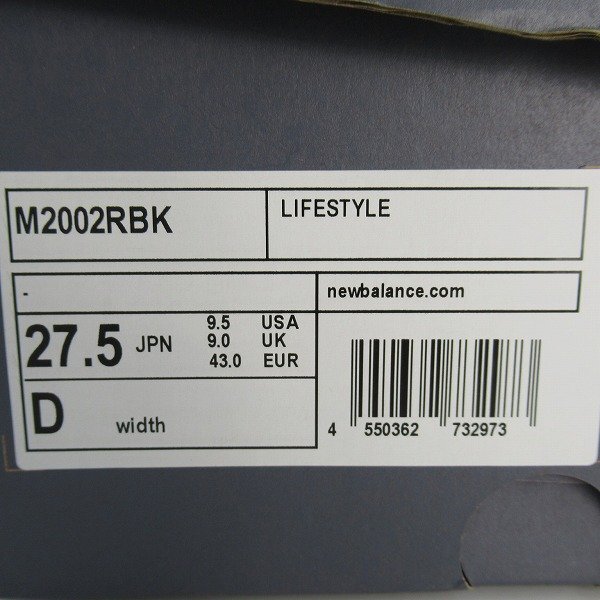 M2002RBK
LIFESTYLE
-
newbalance.com
27.5 JPN
9.5 USA
9.0 UK
43.0 EUR
D width
4 550362 732973